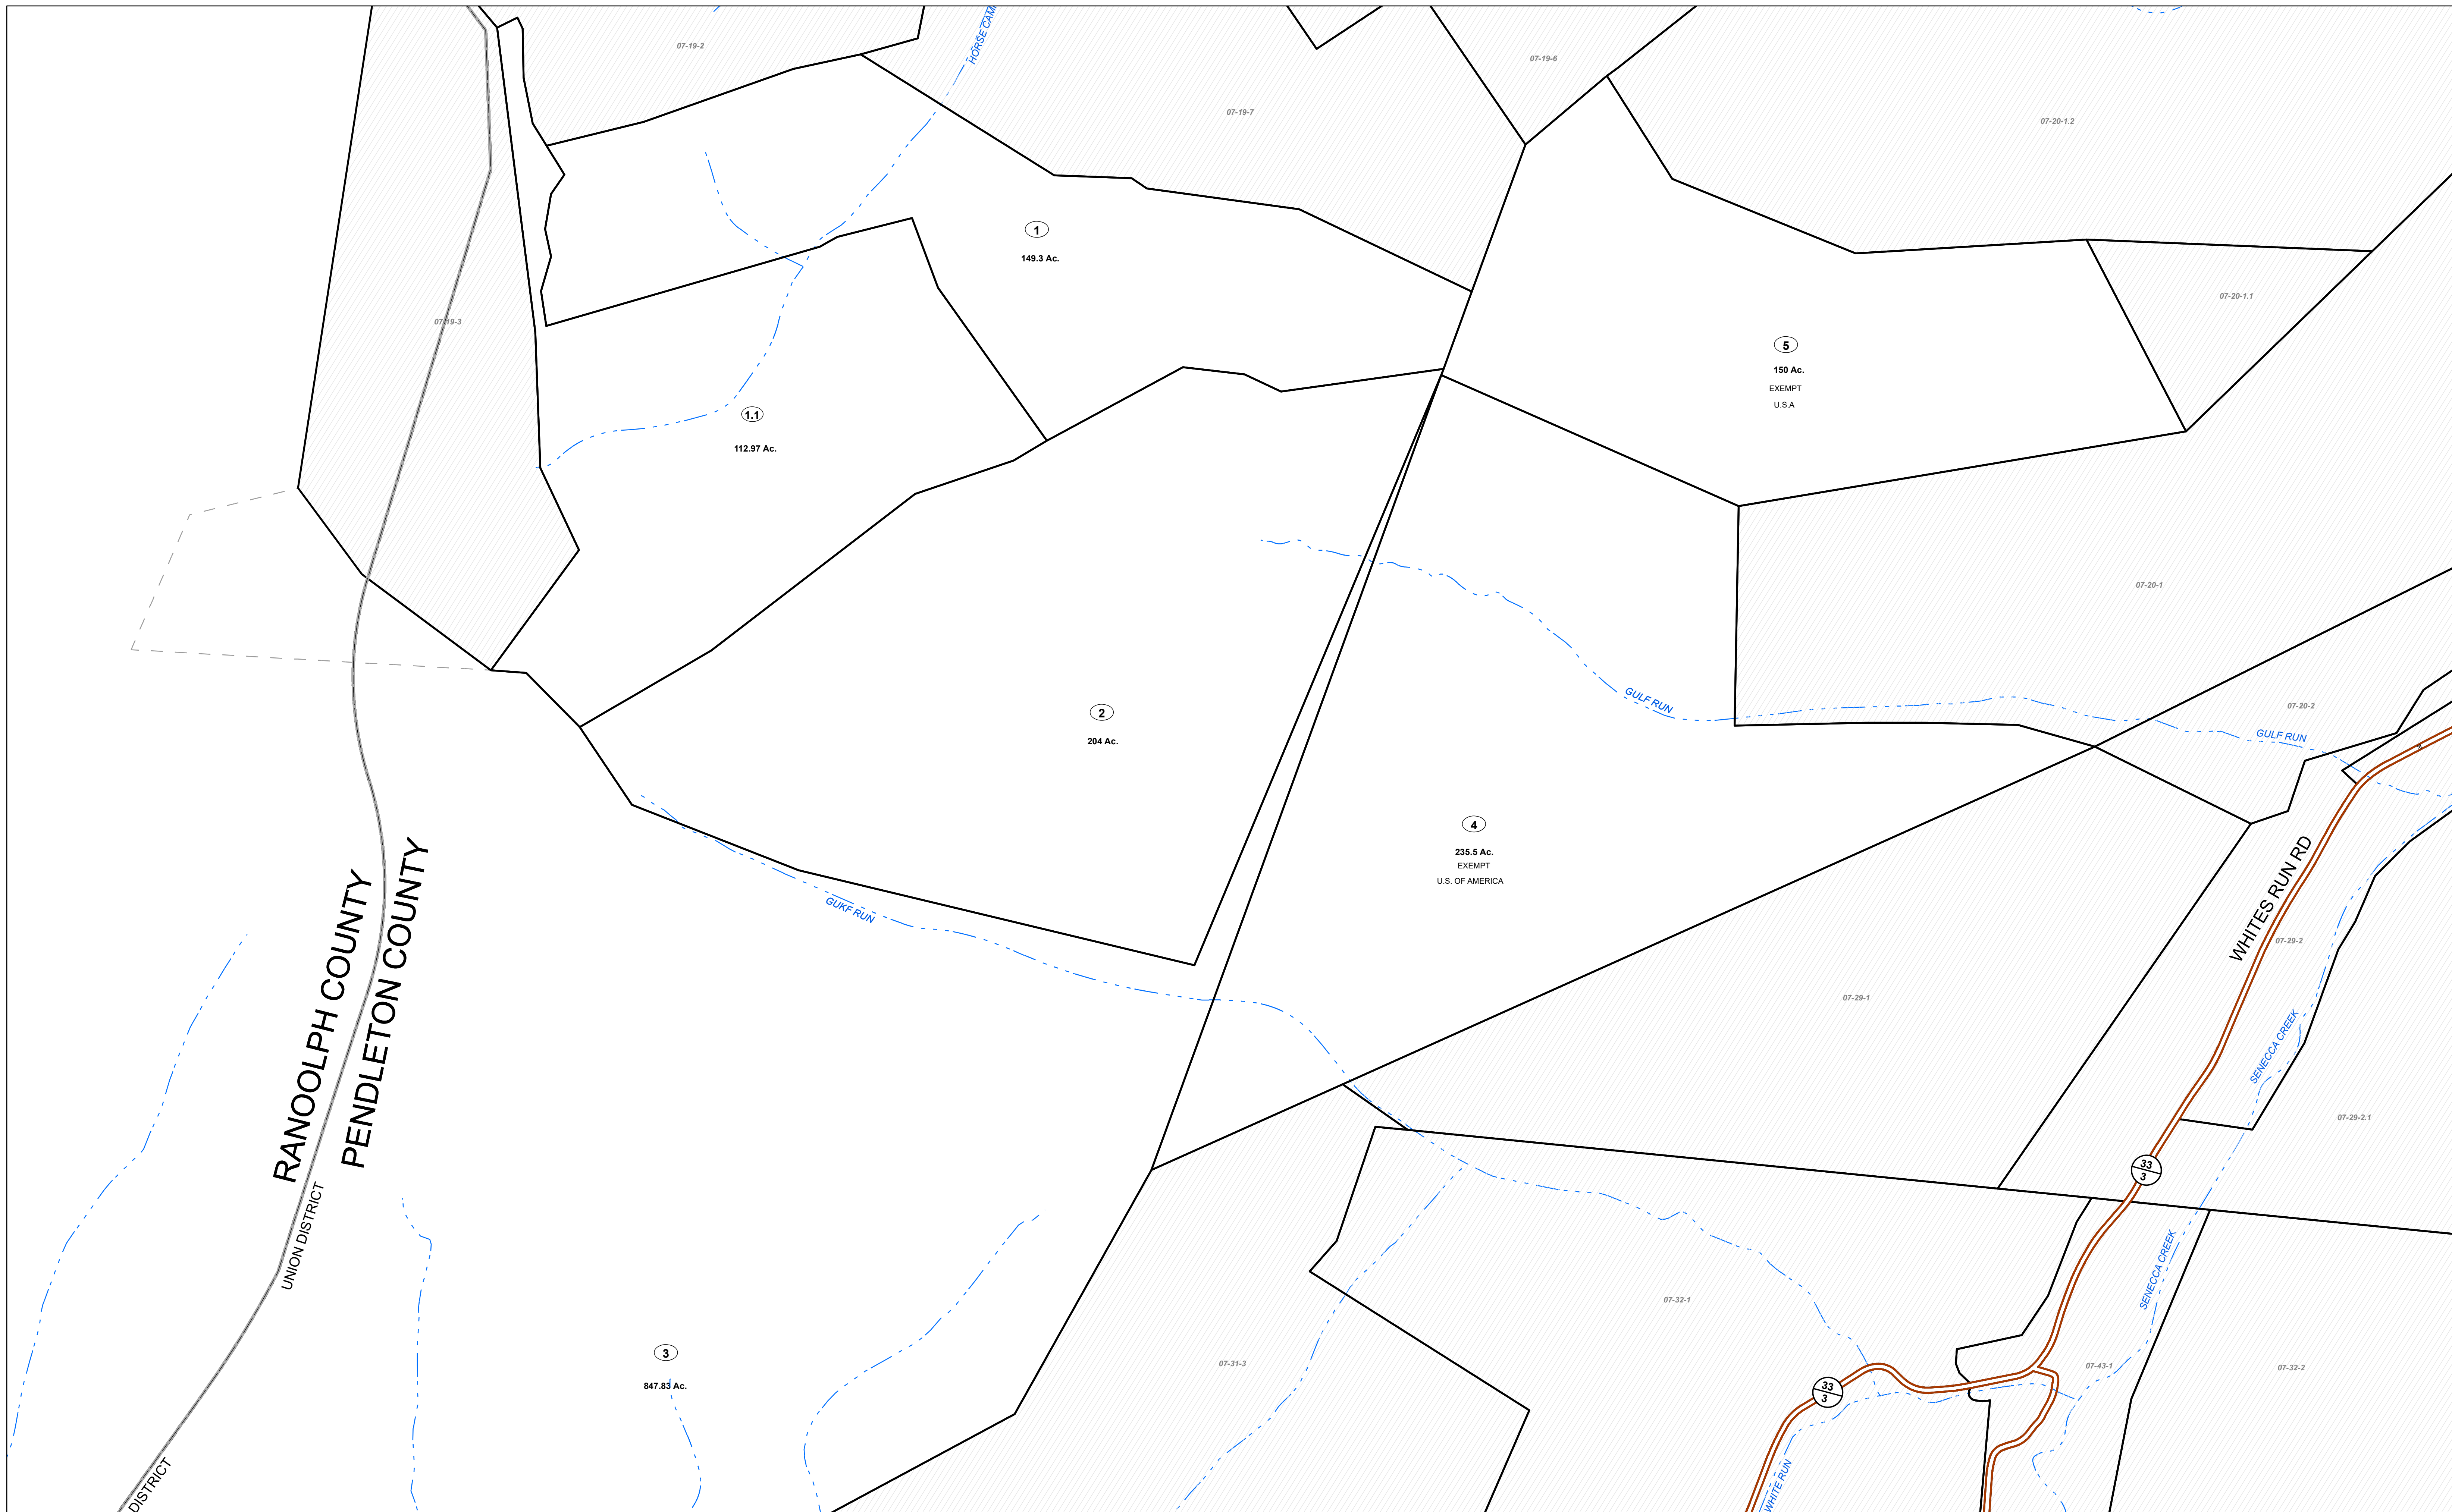 07-19-2
HORSE CAM
07-19-6
07-19-7
07-20-1.2
1
149.3 Ac.
07-20-1.1
07-19-3
5
150 Ac.
EXEMPT
U.S.A
1.1
112.97 Ac.
07-20-1
GULF RUN
07-20-2
2
204 Ac.
GULF RUN
4
235.5 Ac.
EXEMPT
U.S. OF AMERICA
GUKF RUN
WHITES RUN RD
07-29-2
RANOOLPH COUNTY
PENDLETON COUNTY
07-29-1
SENECCA CREEK
07-29-2.1
33
3
UNION DISTRICT
SENECCA CREEK
07-32-1
3
847.83 Ac.
07-31-3
07-43-1
07-32-2
33
3
WHITE RUN
DISTRICT